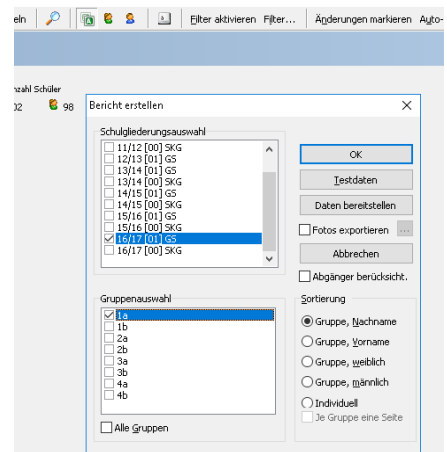 eln Filter aktivieren Filter... Änderungen markieren Auto-
nzahl Schüler
02 98
Bericht erstellen
Schulgliederungsauswahl
11/12 [00] SKG
12/13 [01] GS
13/14 [01] GS
13/14 [00] SKG
14/15 [01] GS
14/15 [00] SKG
15/16 [01] GS
15/16 [00] SKG
16/17 [01] GS
16/17 [00] SKG
OK
Testdaten
Daten bereitstellen
Fotos exportieren ...
Abbrechen
Abgänger berücksicht.
Gruppenauswahl
1a
1b
2a
2b
3a
3b
4a
4b
Alle Gruppen
Sortierung
Gruppe, Nachname
Gruppe, Vorname
Gruppe, weiblich
Gruppe, männlich
Individuell
Je Gruppe eine Seite